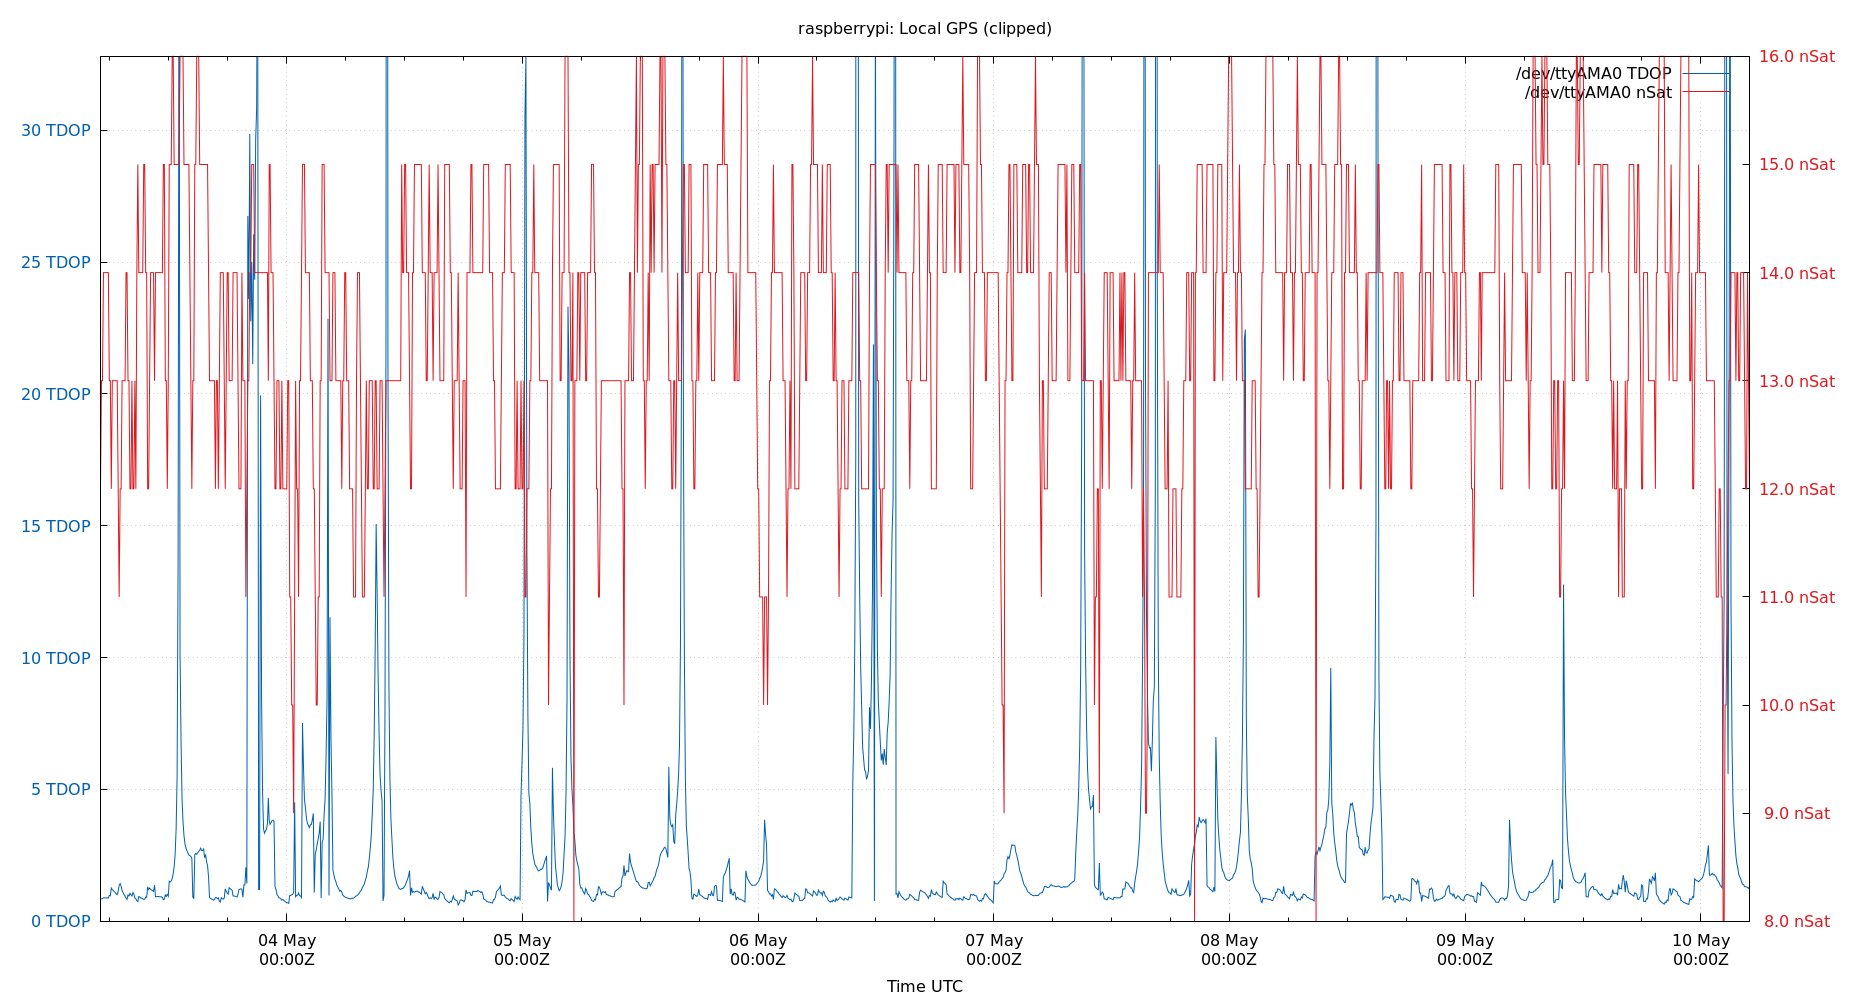 raspberrypi: Local GPS (clipped)
/dev/ttyAMA0 TDOP
/dev/ttyAMA0 nSat
30 TDOP
25 TDOP
20 TDOP
15 TDOP
10 TDOP
5 TDOP
0 TDOP
16.0 nSat
15.0 nSat
14.0 nSat
13.0 nSat
12.0 nSat
11.0 nSat
10.0 nSat
9.0 nSat
8.0 nSat
04 May
00:00Z
05 May
00:00Z
06 May
00:00Z
07 May
00:00Z
08 May
00:00Z
09 May
00:00Z
10 May
00:00Z
Time UTC